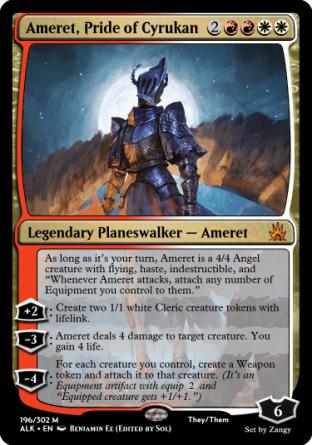 Ameret, Pride of Cyrukan 2
Legendary Planeswalker — Ameret
As long as it's your turn, Ameret is a 4/4 Angel
creature with flying, haste, indestructible, and
"Whenever Ameret attacks, attach any number of
Equipment you control to them."
+2: Create two 1/1 white Cleric creature tokens with
lifelink.
-3: Ameret deals 4 damage to target creature. You
gain 4 life.
-4: For each creature you control, create a Weapon
token and attach it to that creature. (It's an
Equipment artifact with equip 2 and
"Equipped creature gets +1/+1.")
6
196/302 M They/Them
ALK • EN Benjamin Ee (Edited by Sol) Set by Zangy